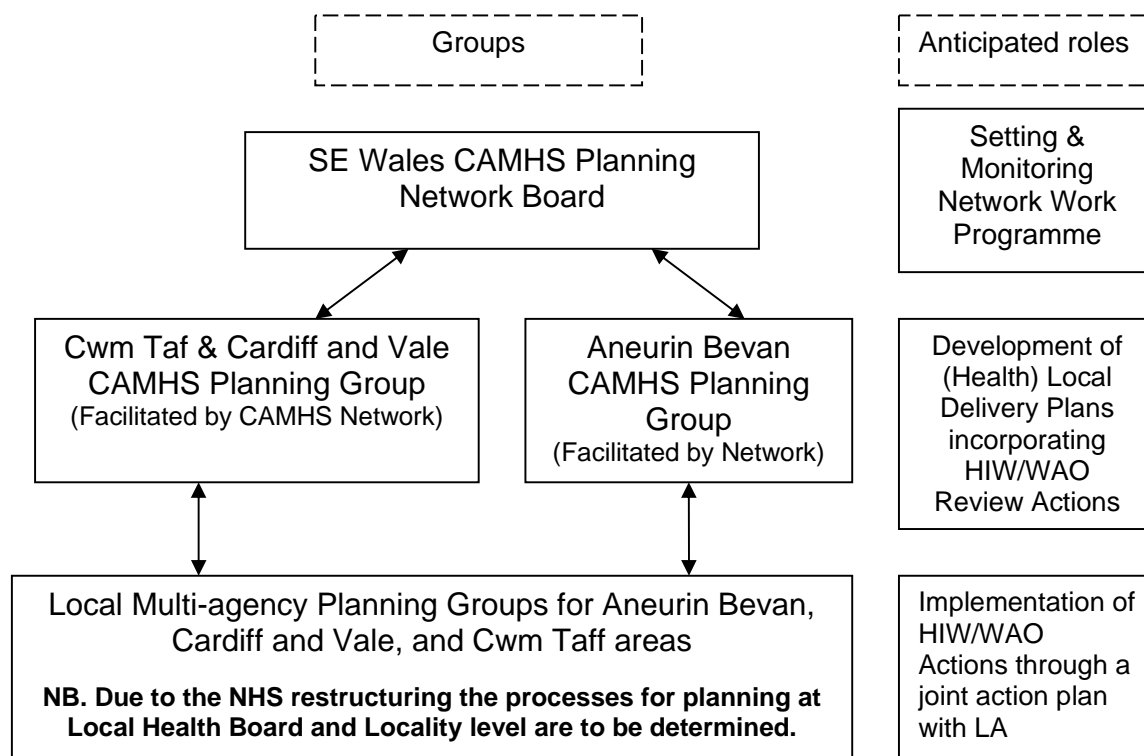 Groups
Anticipated roles
SE Wales CAMHS Planning
Network Board
Setting &
Monitoring
Network Work
Programme
Cwm Taf & Cardiff and Vale
CAMHS Planning Group
(Facilitated by CAMHS Network)
Aneurin Bevan
CAMHS Planning
Group
(Facilitated by Network)
Development of
(Health) Local
Delivery Plans
incorporating
HIW/WAO
Review Actions
Local Multi-agency Planning Groups for Aneurin Bevan,
Cardiff and Vale, and Cwm Taff areas
NB. Due to the NHS restructuring the processes for planning at
Local Health Board and Locality level are to be determined.
Implementation of
HIW/WAO
Actions through a
joint action plan
with LA